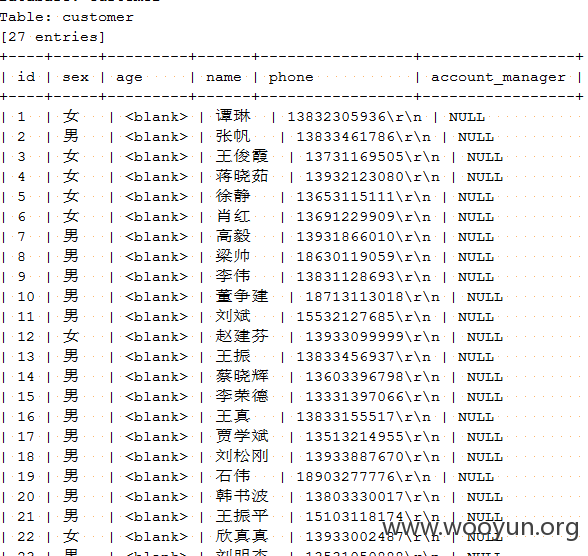 Table: customer
[27 entries]
+----+-----+---------+------+----------------+-----------------+
| id | sex | age | name | phone | account_manager |
+----+-----+---------+------+----------------+-----------------+
| 1 | 女 | <blank> | 谭琳 | 13832305936\r\n | NULL
| 2 | 男 | <blank> | 张帆 | 13833461786\r\n | NULL
| 3 | 女 | <blank> | 王俊霞 | 13731169505\r\n | NULL
| 4 | 女 | <blank> | 蒋晓茹 | 13932123080\r\n | NULL
| 5 | 女 | <blank> | 徐静 | 13653115111\r\n | NULL
| 6 | 女 | <blank> | 肖红 | 13691229909\r\n | NULL
| 7 | 男 | <blank> | 高毅 | 13931866010\r\n | NULL
| 8 | 男 | <blank> | 梁帅 | 18630119059\r\n | NULL
| 9 | 男 | <blank> | 李伟 | 13831128693\r\n | NULL
| 10 | 男 | <blank> | 董争建 | 18713113018\r\n | NULL
| 11 | 男 | <blank> | 刘斌 | 15532127685\r\n | NULL
| 12 | 女 | <blank> | 赵建芬 | 13933099999\r\n | NULL
| 13 | 男 | <blank> | 王振 | 13833456937\r\n | NULL
| 14 | 男 | <blank> | 蔡晓辉 | 13603396798\r\n | NULL
| 15 | 男 | <blank> | 李荣德 | 13331397066\r\n | NULL
| 16 | 男 | <blank> | 王真 | 13833155517\r\n | NULL
| 17 | 男 | <blank> | 贾学斌 | 13513214955\r\n | NULL
| 18 | 男 | <blank> | 刘松刚 | 13933887670\r\n | NULL
| 19 | 男 | <blank> | 石伟 | 18903277776\r\n | NULL
| 20 | 男 | <blank> | 韩书波 | 13803330017\r\n | NULL
| 21 | 男 | <blank> | 王振平 | 15103118174\r\n | NULL
| 22 | 女 | <blank> | 欣真真 | 13933002487\r\n | NULL
www.wooyun.org